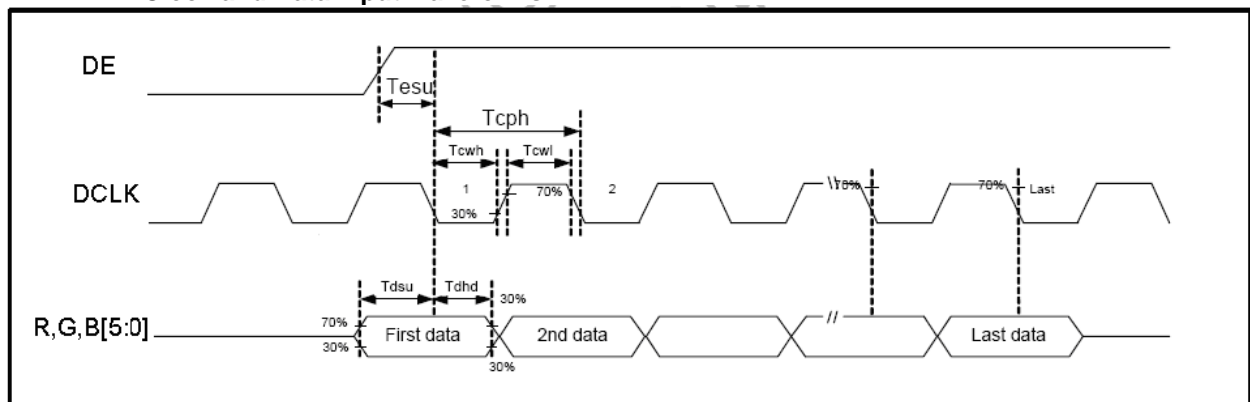 DE
Tesu
Tcph
Tcwh
Tcwl
DCLK
1
70%
2
\\
70%
70%
Last
30%
Tdsu
Tdhd
30%
R,G,B[5:0]
70%
First data
2nd data
//
Last data
30%
30%